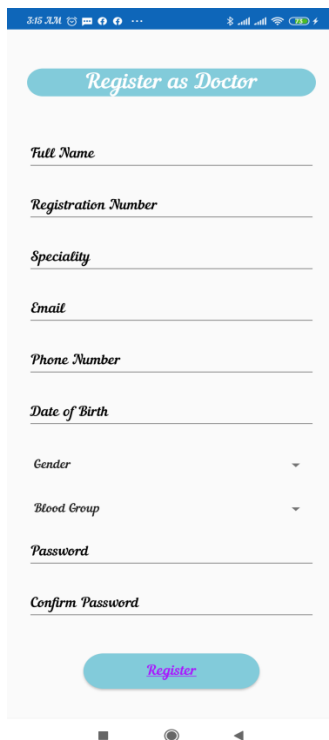 3:15 AM
73
Register as Doctor
Full Name
Registration Number
Speciality
Email
Phone Number
Date of Birth
Gender
Blood Group
Password
Confirm Password
Register